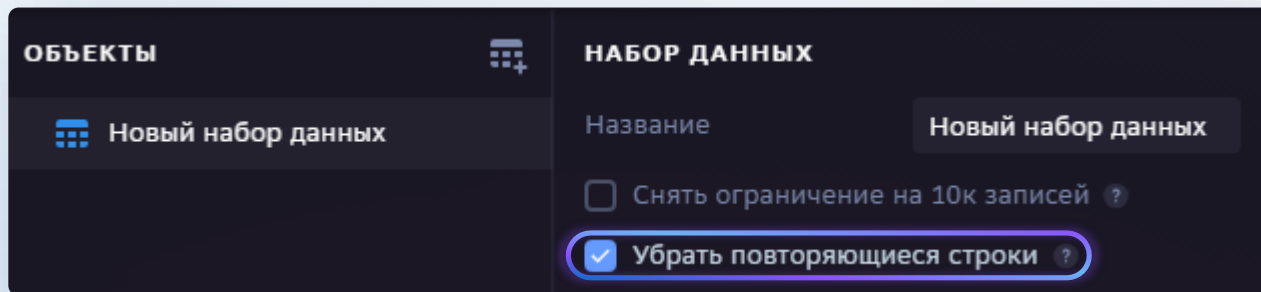 ОБЪЕКТЫ
Новый набор данных
НАБОР ДАННЫХ
Название
Новый набор данных
Снять ограничение на 10к записей ?
Убрать повторяющиеся строки ?